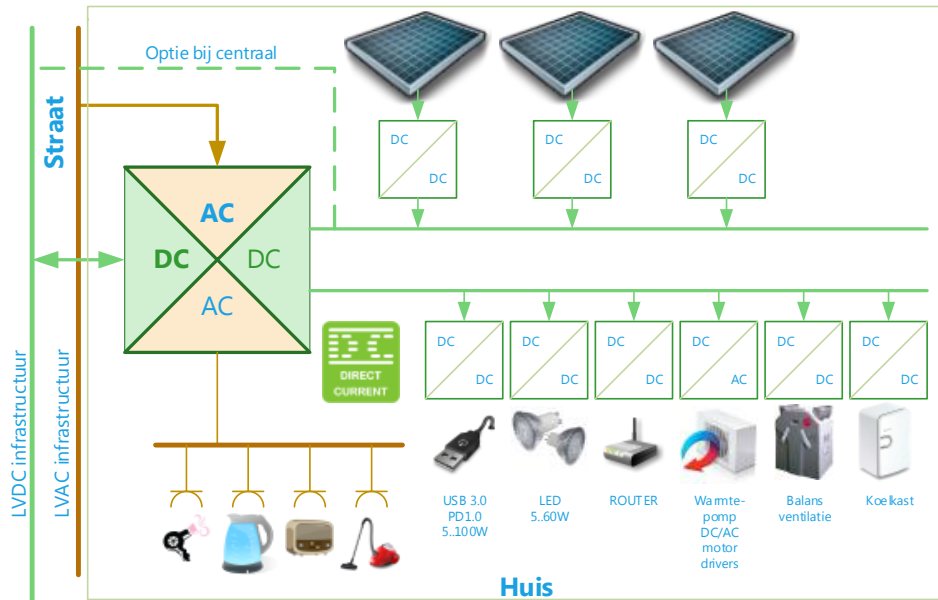 Optie bij centraal
Straat
LVDC infrastructuur
LVAC infrastructuur
DC
DC
DC
DC
DC
DC
AC
DC
DC
AC
DC
DIRECT
CURRENT
DC
DC
DC
DC
DC
DC
DC
AC
DC
DC
DC
DC
USB 3.0
PD1.0
5..100W
LED
5..60W
ROUTER
Warmte-
pomp
DC/AC
motor
drivers
Balans
ventilatie
Koelkast
Huis